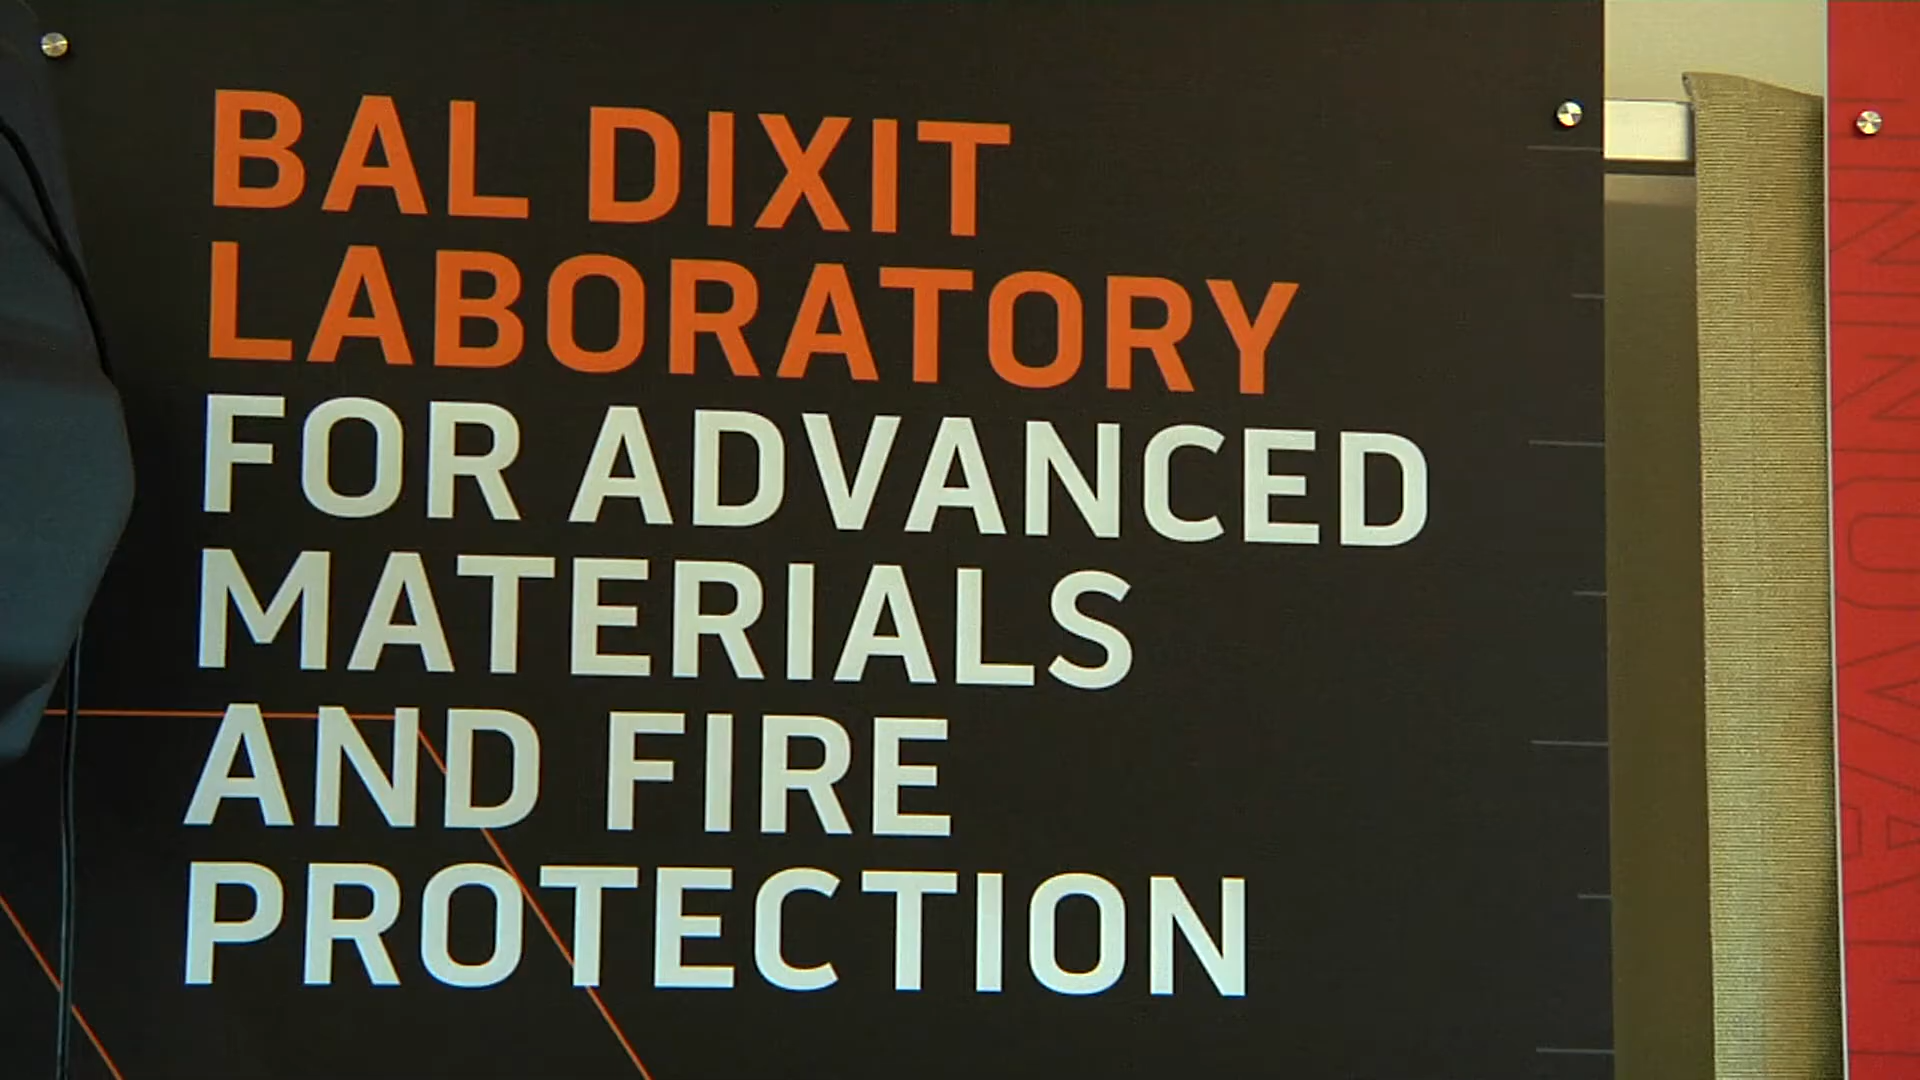 BAL DIXIT
LABORATORY
FOR ADVANCED
MATERIALS
AND FIRE
PROTECTION